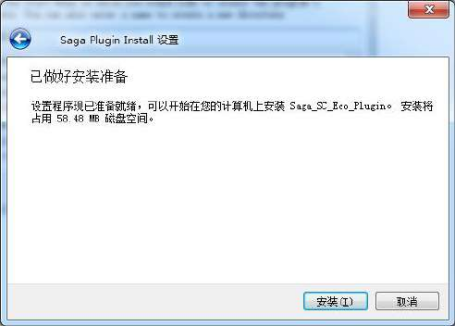 Saga Plugin Install 设置
已做好安装准备
设置程序现已准备就绪，可以开始在您的计算机上安装 Saga_SC_Eco_Plugin。 安装将
占用 58.48 MB 磁盘空间。
安装(I)
取消